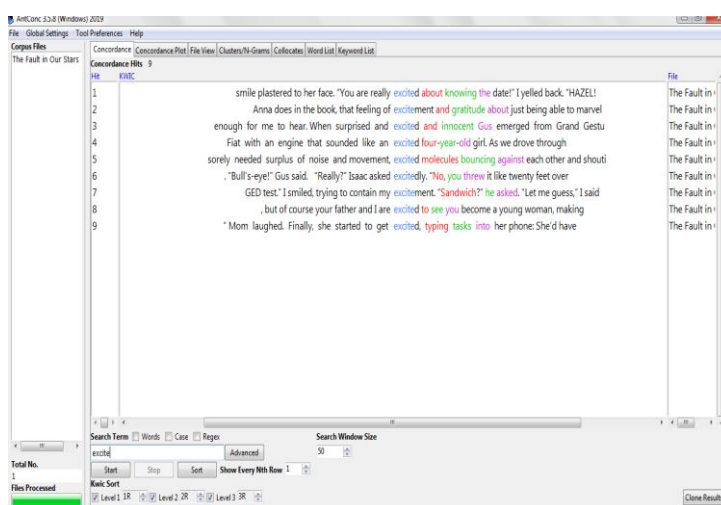 AntConc 3.5.8 (Windows) 2019
File Global Settings Tool Preferences Help
Corpus Files
The Fault in Our Stars
Concordance Concordance Plot File View Clusters/N-Grams Collocates Word List Keyword List
Concordance Hits 9
Hit KWIC File
1 smile plastered to her face. "You are really excited about knowing the date!" I yelled back. "HAZEL! The Fault in
2 Anna does in the book, that feeling of excitement and gratitude about just being able to marvel The Fault in
3 enough for me to hear. When surprised and excited and innocent Gus emerged from Grand Gestu The Fault in
4 Fiat with an engine that sounded like an excited four-year-old girl. As we drove through The Fault in
5 sorely needed surplus of noise and movement, excited molecules bouncing against each other and shouti The Fault in
6 . "Bull's-eye!" Gus said. "Really?" Isaac asked excitedly. "No, you threw it like twenty feet over The Fault in
7 GED test." I smiled, trying to contain my excitement. "Sandwich?" he asked. "Let me guess," I said The Fault in
8 , but of course your father and I are excited to see you become a young woman, making The Fault in
9 " Mom laughed. Finally, she started to get excited, typing tasks into her phone: She'd have The Fault in
Search Term Words Case Regex Search Window Size
excite Advanced 50
Total No.
1
Start Stop Sort Show Every Nth Row 1
Files Processed
Kwic Sort
Level 1 1R Level 2 2R Level 3 3R Clone Result